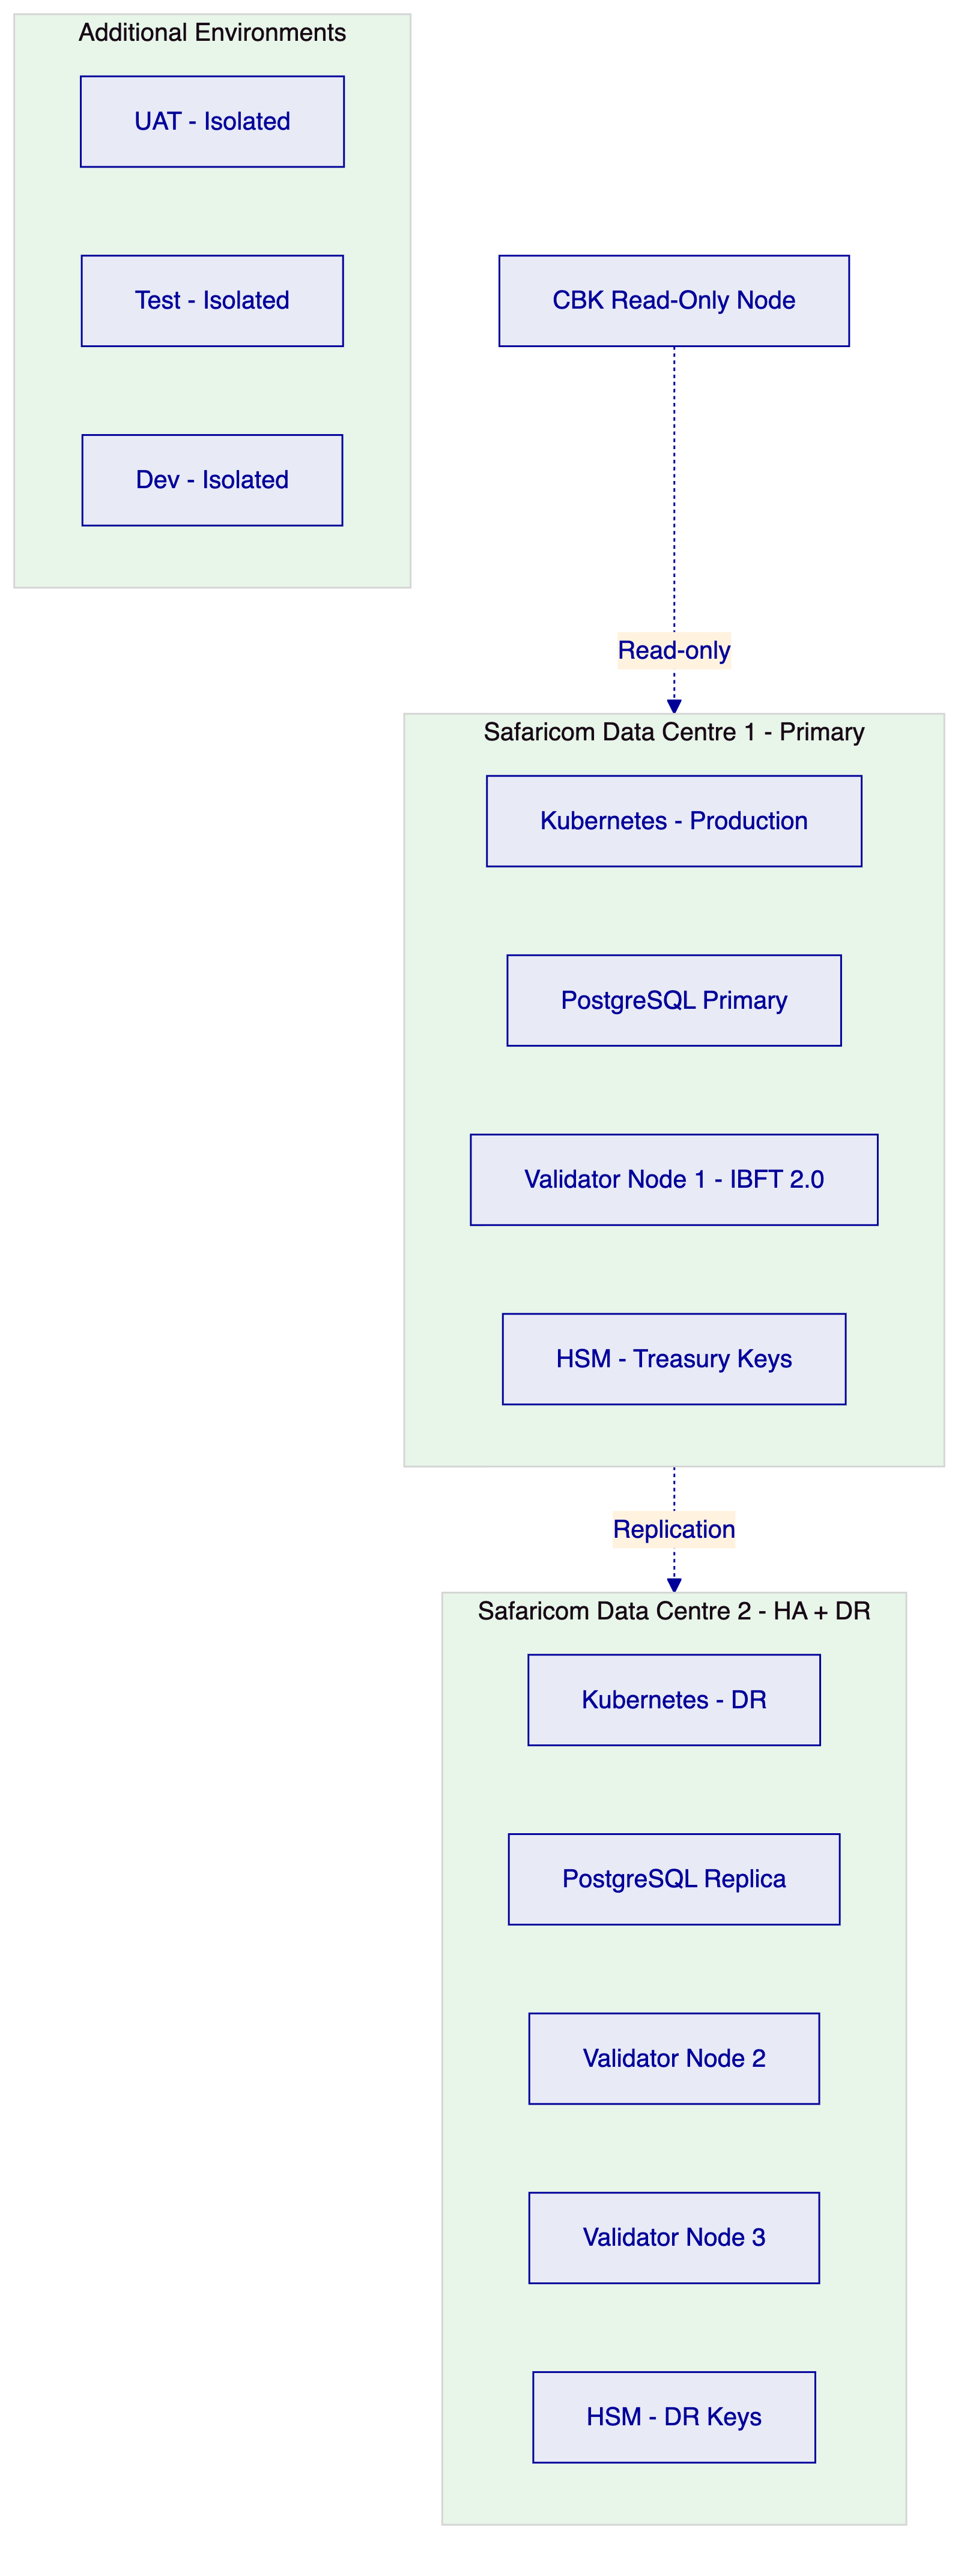 Additional Environments
UAT - Isolated
Test - Isolated
Dev - Isolated
CBK Read-Only Node
Read-only
Safaricom Data Centre 1 - Primary
Kubernetes - Production
PostgreSQL Primary
Validator Node 1 - IBFT 2.0
HSM - Treasury Keys
Replication
Safaricom Data Centre 2 - HA + DR
Kubernetes - DR
PostgreSQL Replica
Validator Node 2
Validator Node 3
HSM - DR Keys